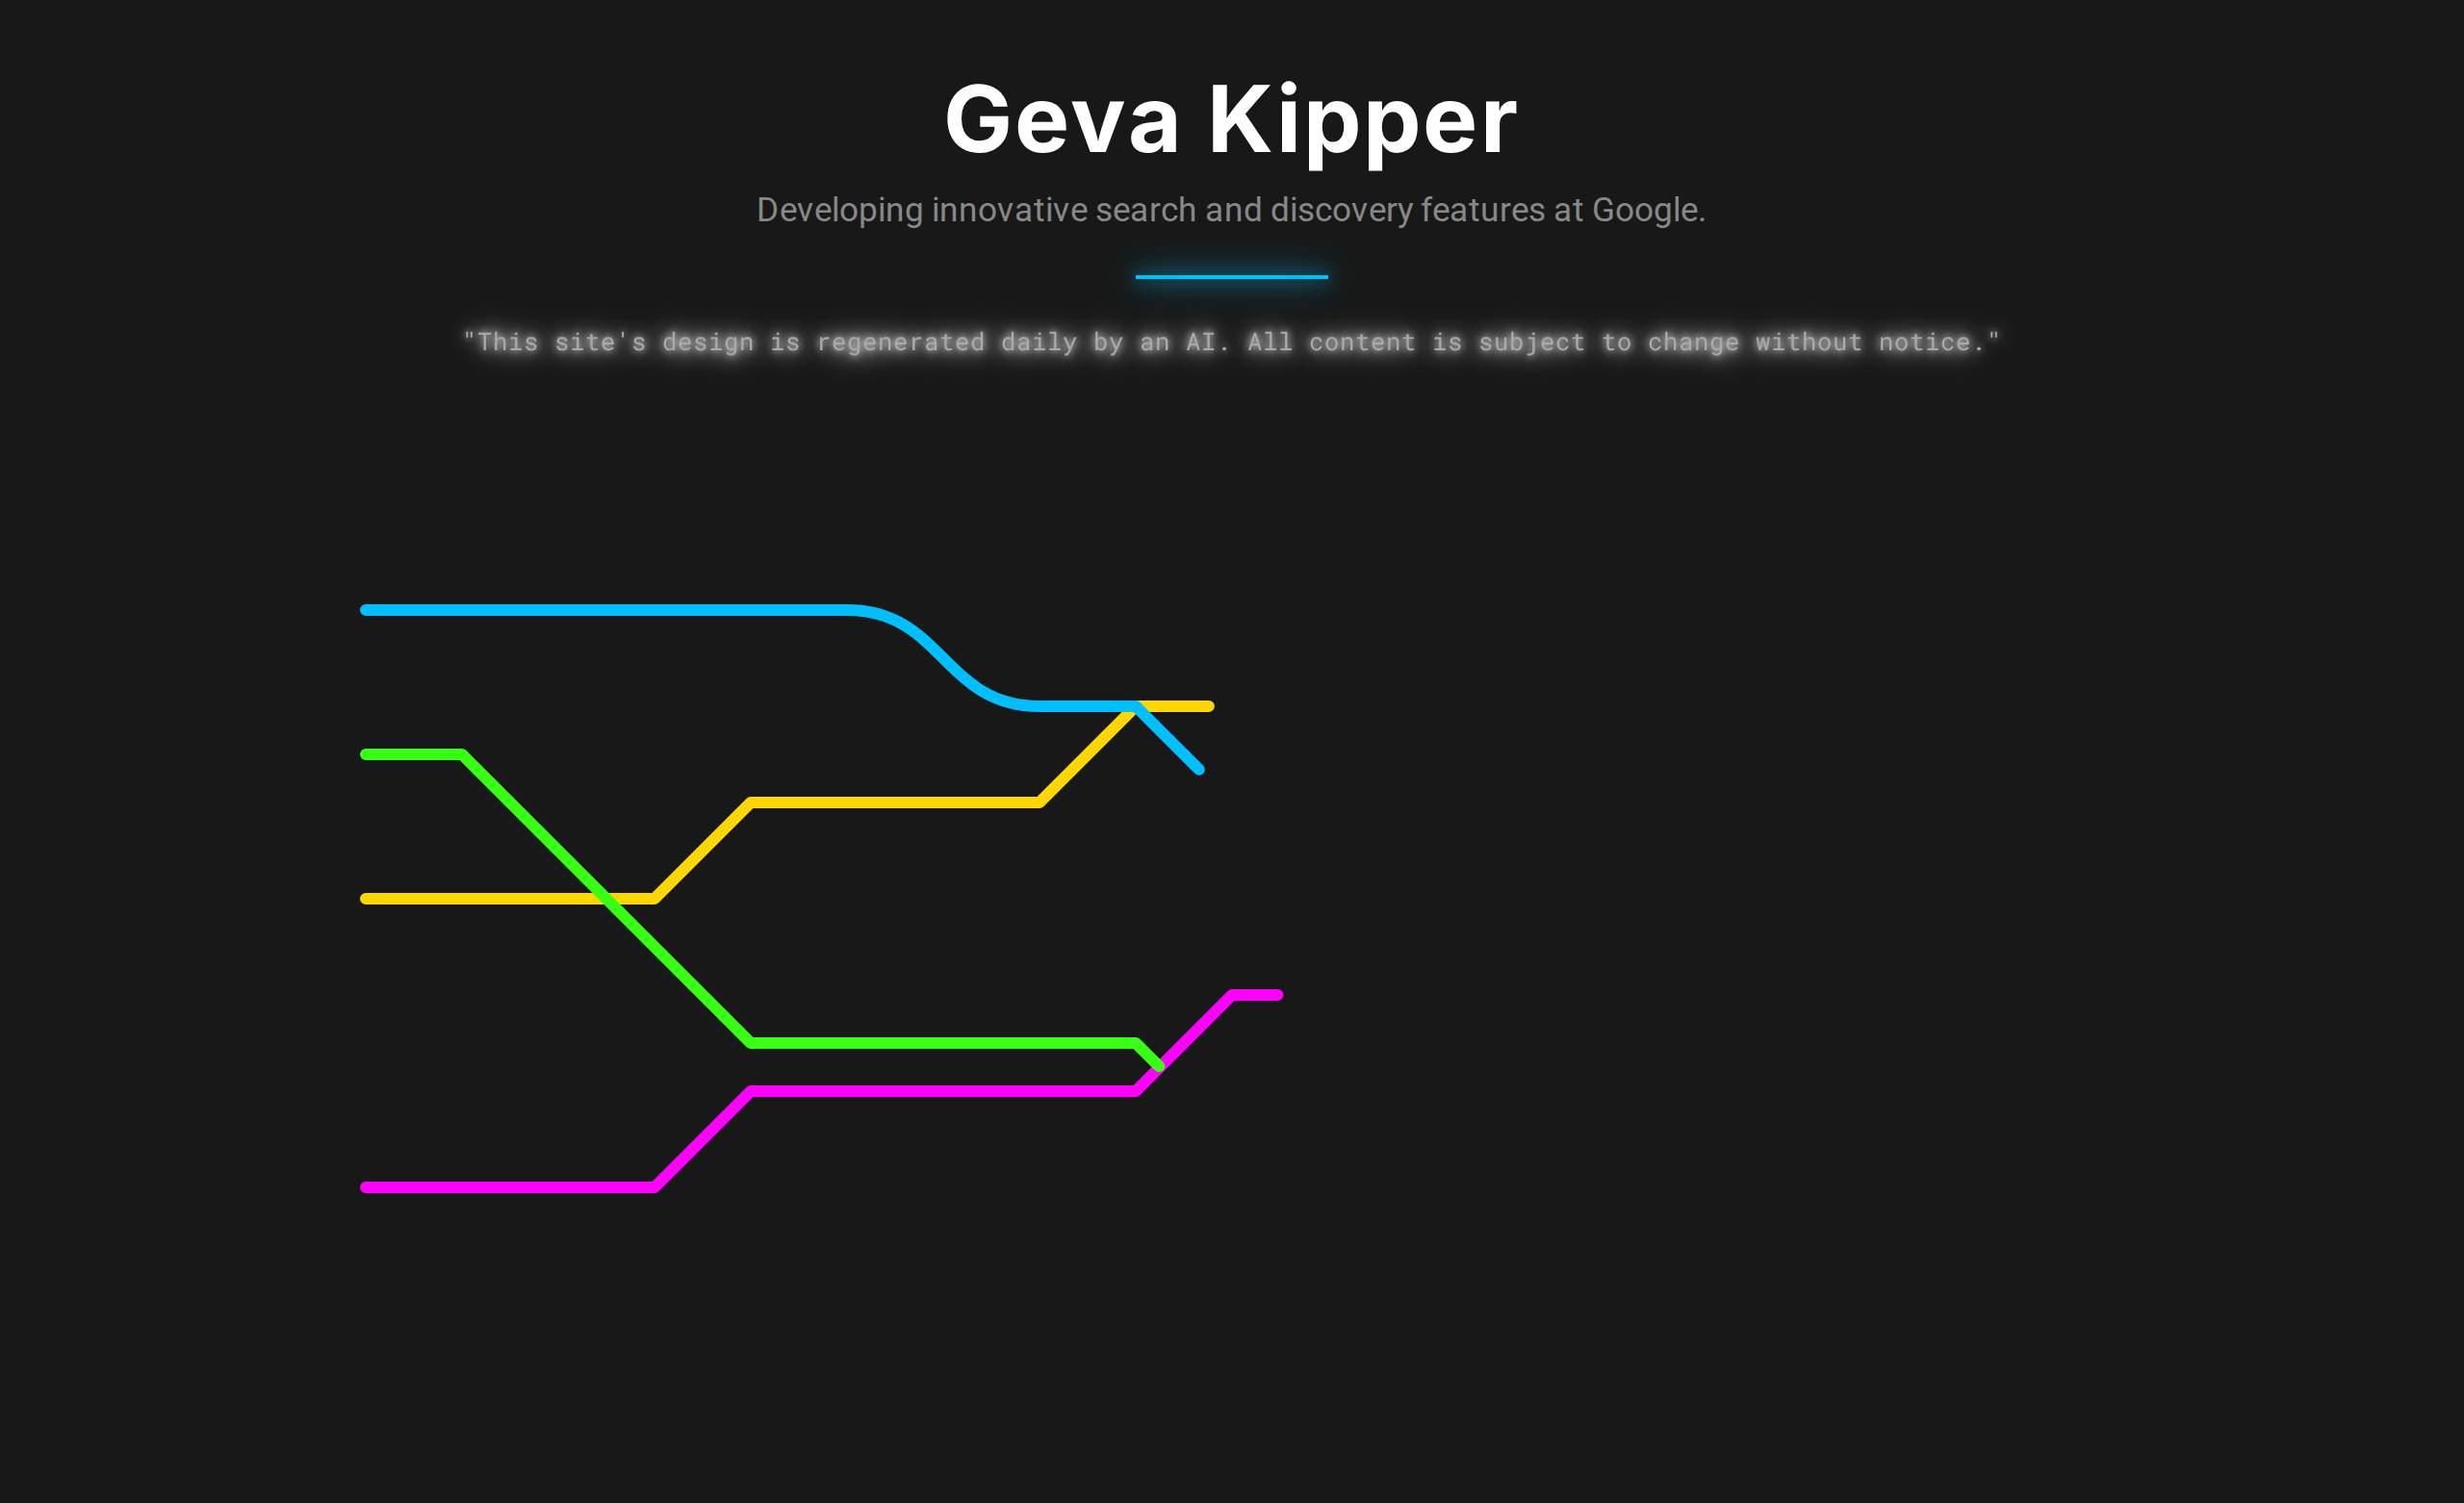 Geva Kipper
Developing innovative search and discovery features at Google.
"This site's design is regenerated daily by an AI. All content is subject to change without notice."